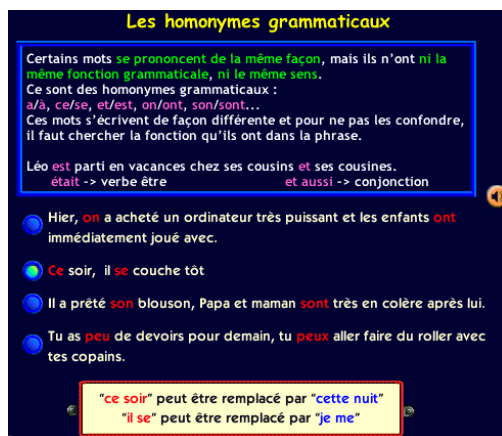 Les homonymes grammaticaux
Certains mots se prononcent de la même façon, mais ils n'ont ni la
même fonction grammaticale, ni le même sens.
Ce sont des homonymes grammaticaux :
a/à, ce/se, et/est, on/ont, son/sont...
Ces mots s'écrivent de façon différente et pour ne pas les confondre,
il faut chercher la fonction qu'ils ont dans la phrase.
Léo est parti en vacances chez ses cousins et ses cousines.
était -> verbe être et aussi -> conjonction
Hier, on a acheté un ordinateur très puissant et les enfants ont
immédiatement joué avec.
Ce soir, il se couche tôt
Il a prêté son blouson, Papa et maman sont très en colère après lui.
Tu as peu de devoirs pour demain, tu peux aller faire du roller avec
tes copains.
"ce soir" peut être remplacé par "cette nuit"
"il se" peut être remplacé par "je me"